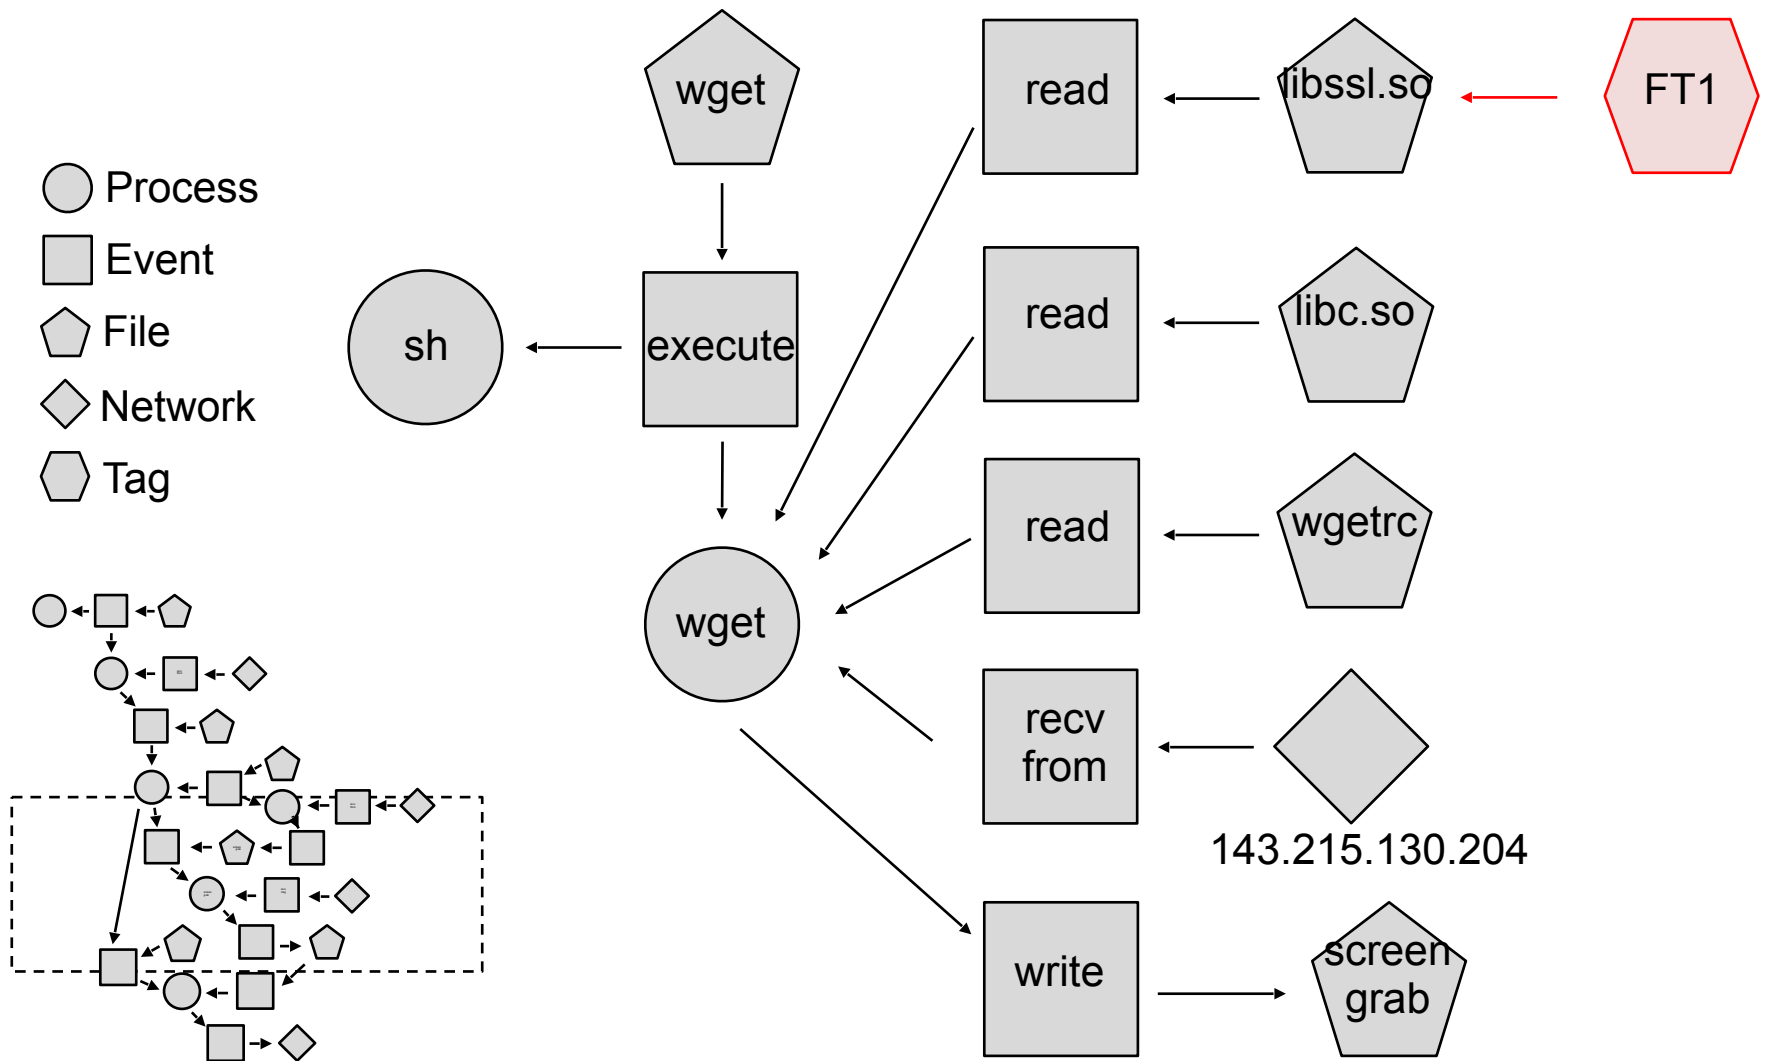 Process
Event
File
Network
Tag
wget
sh
execute
wget
read
libssl.so
FT1
read
libc.so
read
wgetrc
recv
from
143.215.130.204
write
screen
grab